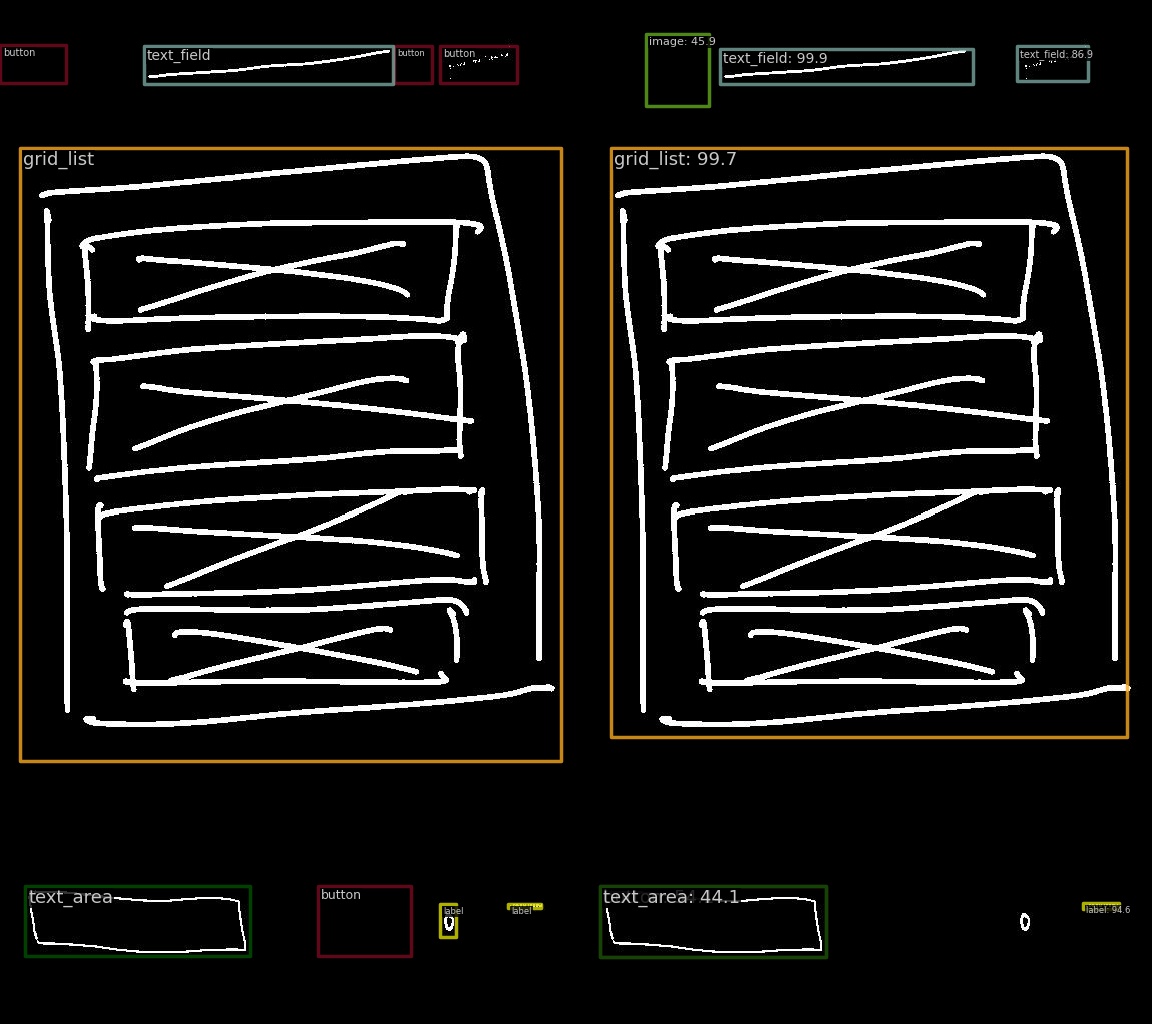 button
text_field
button
button
image: 45.9
text_field: 99.9
text_field: 86.9
grid_list
grid_list: 99.7
text_area
button
label
label
text_area: 44.1
label: 94.6